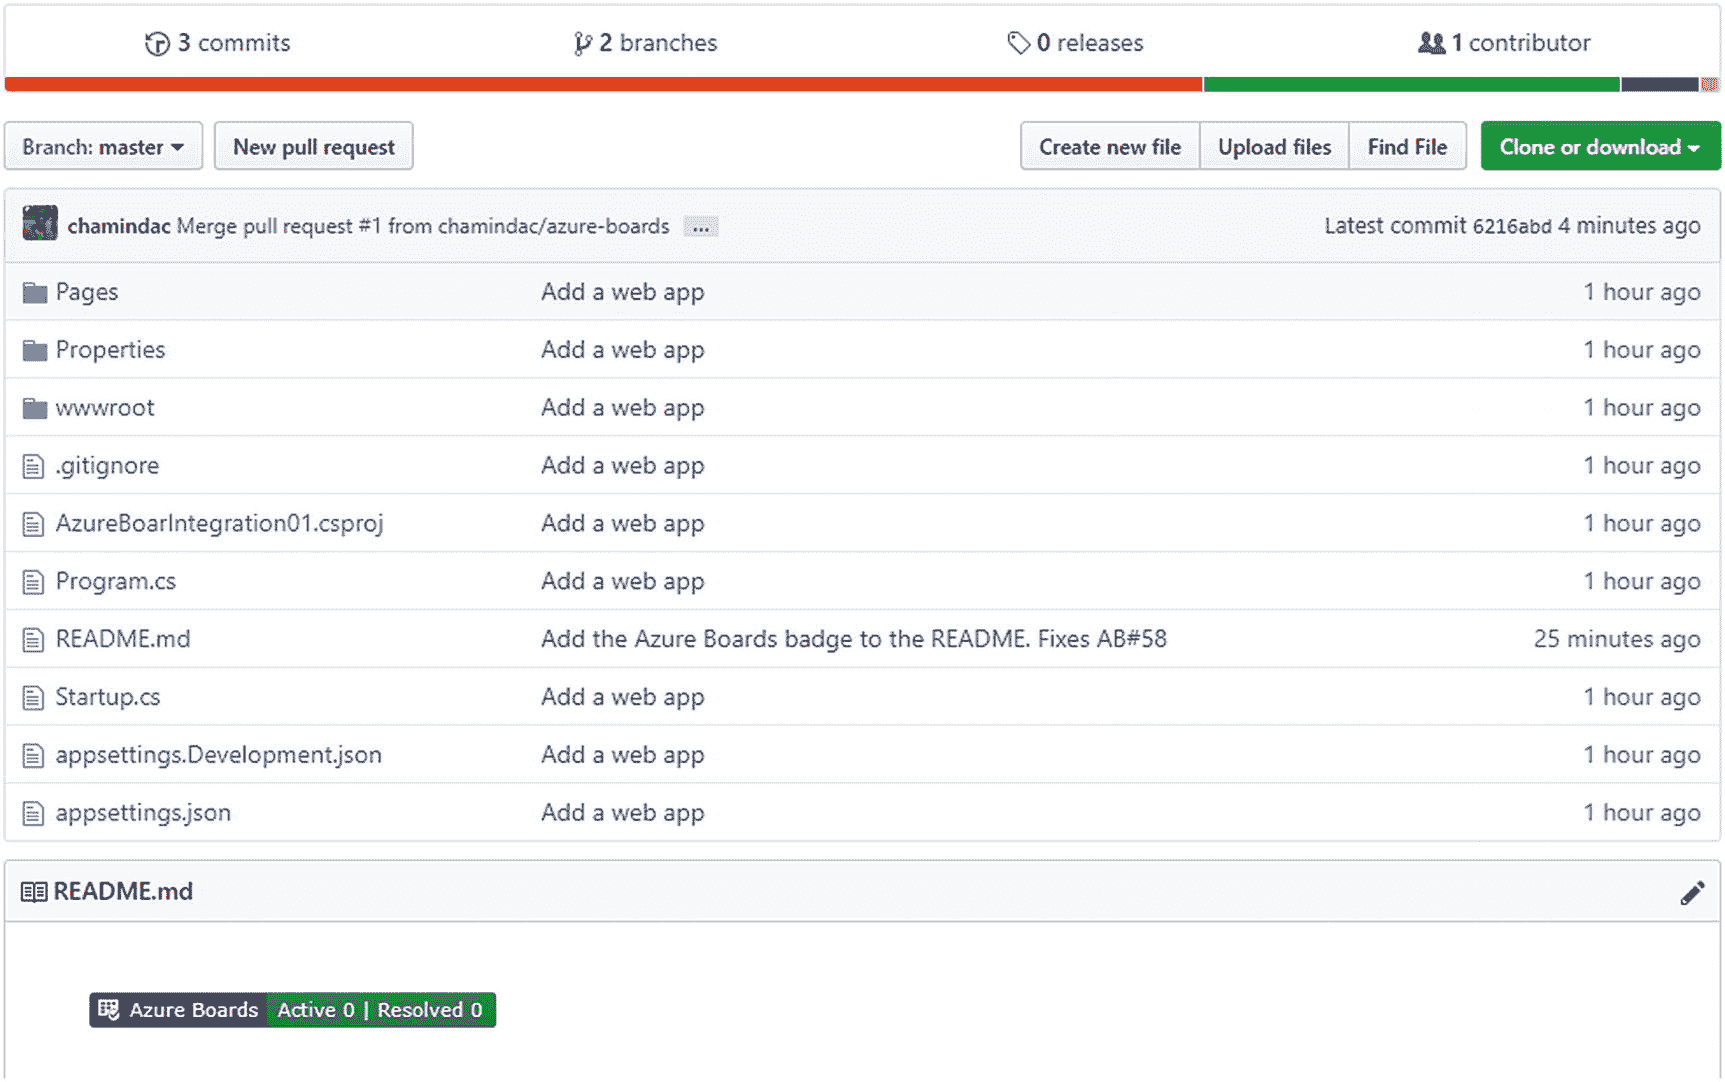 3 commits 2 branches 0 releases 1 contributor
Branch: master New pull request Create new file Upload files Find File Clone or download
chamindac Merge pull request #1 from chamindac/azure-boards ... Latest commit 6216abd 4 minutes ago
Pages Add a web app 1 hour ago
Properties Add a web app 1 hour ago
wwwroot Add a web app 1 hour ago
.gitignore Add a web app 1 hour ago
AzureBoarIntegration01.csproj Add a web app 1 hour ago
Program.cs Add a web app 1 hour ago
README.md Add the Azure Boards badge to the README. Fixes AB#58 25 minutes ago
Startup.cs Add a web app 1 hour ago
appsettings.Development.json Add a web app 1 hour ago
appsettings.json Add a web app 1 hour ago
README.md
Azure Boards Active 0 | Resolved 0